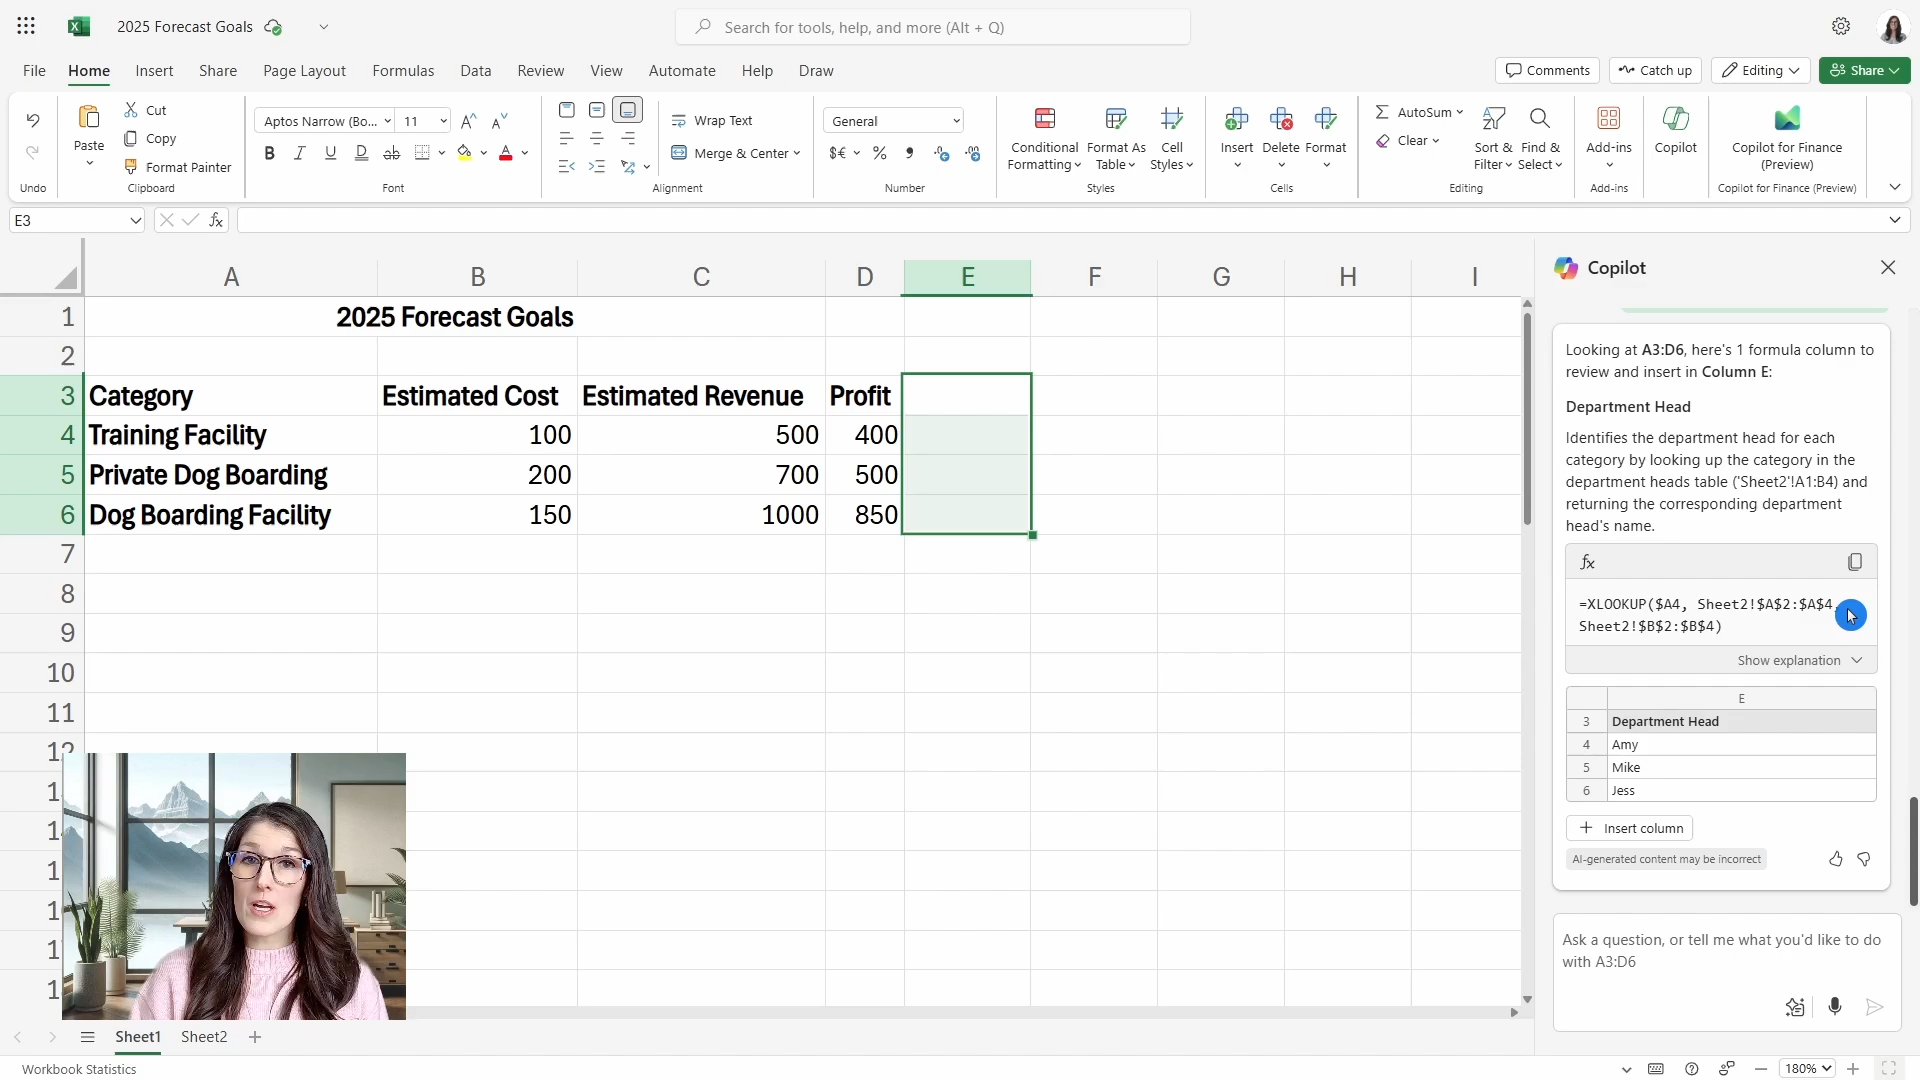 2025 Forecast Goals
Search for tools, help, and more (Alt + Q)
File Home Insert Share Page Layout Formulas Data Review View Automate Help Draw
Comments Catch up Editing Share
Undo
Paste
Cut
Copy
Format Painter
Clipboard
Aptos Narrow (Bo... 11
Font
Wrap Text
Merge & Center
Alignment
General
Number
Conditional Formatting
Format As Table
Cell Styles
Styles
Insert Delete Format
Cells
AutoSum
Clear
Sort & Filter
Find & Select
Editing
Add-ins
Add-ins
Copilot
Copilot for Finance (Preview)
Copilot for Finance (Preview)
E3
fx
A B C D E F G H I
1 2025 Forecast Goals
2
3 Category Estimated Cost Estimated Revenue Profit
4 Training Facility 100 500 400
5 Private Dog Boarding 200 700 500
6 Dog Boarding Facility 150 1000 850
7
8
9
10
11
Copilot
Looking at A3:D6, here's 1 formula column to
review and insert in Column E:
Department Head
Identifies the department head for each
category by looking up the category in the
department heads table ('Sheet2'!A1:B4) and
returning the corresponding department
head's name.
fx
=XLOOKUP($A4, Sheet2!$A$2:$A$4,
Sheet2!$B$2:$B$4)
Show explanation
E
3 Department Head
4 Amy
5 Mike
6 Jess
Insert column
AI-generated content may be incorrect
Ask a question, or tell me what you'd like to do
with A3:D6
Sheet1 Sheet2
Workbook Statistics
180%